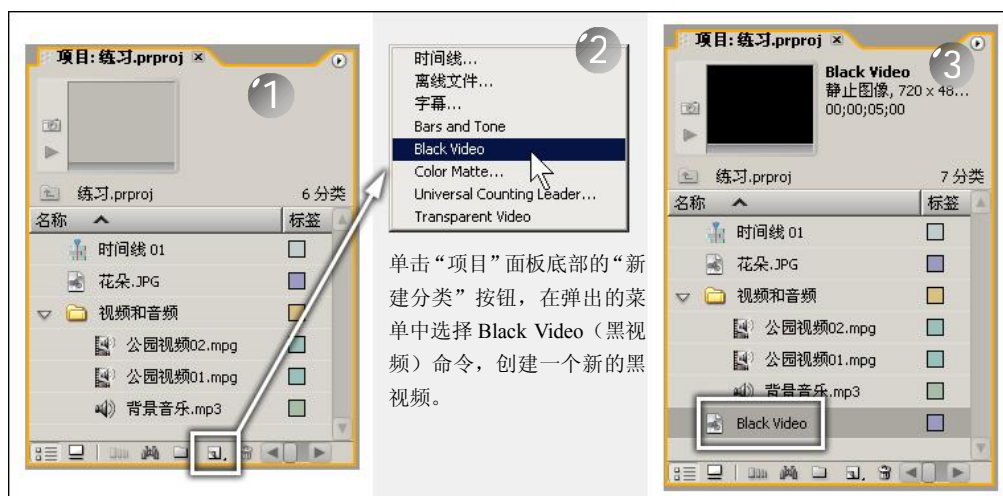 项目: 练习.prproj ×
1
练习.prproj 6 分类
名称 标签
时间线 01
花朵.JPG
视频和音频
公园视频02.mpg
公园视频01.mpg
背景音乐.mp3
2
时间线...
离线文件...
字幕...
Bars and Tone
Black Video
Color Matte...
Universal Counting Leader...
Transparent Video
单击“项目”面板底部的“新
建分类”按钮，在弹出的菜
单中选择 Black Video（黑视
频）命令，创建一个新的黑
视频。
项目: 练习.prproj ×
3
Black Video
静止图像, 720 x 48...
00;00;05;00
练习.prproj 7 分类
名称 标签
时间线 01
花朵.JPG
视频和音频
公园视频02.mpg
公园视频01.mpg
背景音乐.mp3
Black Video